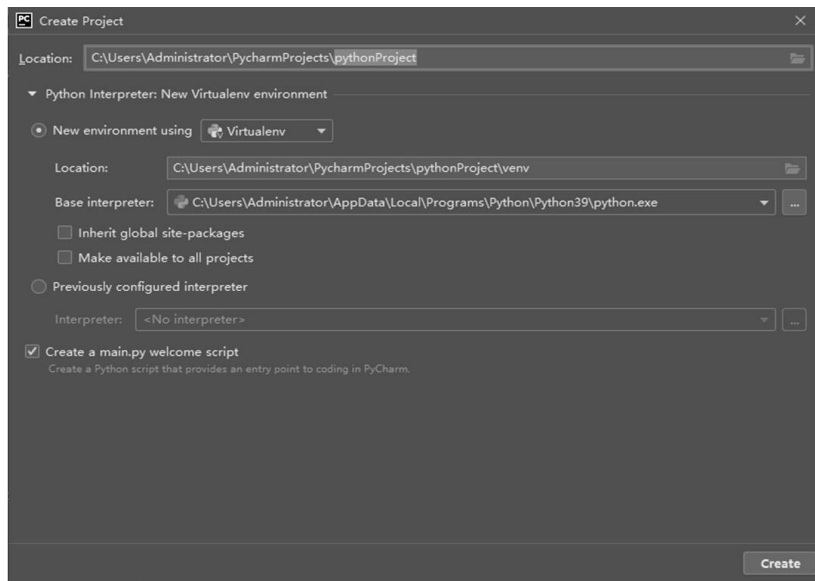 PC Create Project
Location: C:\Users\Administrator\PycharmProjects\pythonProject
Python Interpreter: New Virtualenv environment
New environment using Virtualenv
Location: C:\Users\Administrator\PycharmProjects\pythonProject\venv
Base interpreter: C:\Users\Administrator\AppData\Local\Programs\Python\Python39\python.exe ...
Inherit global site-packages
Make available to all projects
Previously configured interpreter
Interpreter: <No interpreter> ...
Create a main.py welcome script
Create a Python script that provides an entry point to coding in PyCharm.
Create